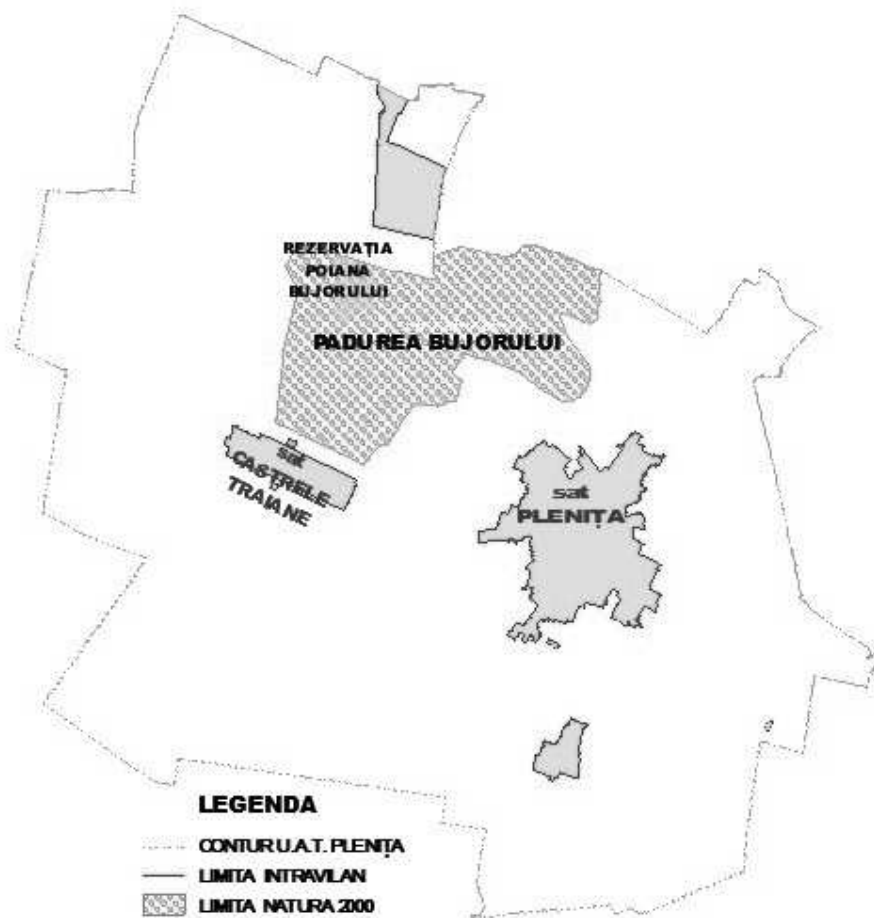 REZERVAȚIA
POIANA
BUJORULUI
PADUREA BUJORULUI
sat
CASTRELE
TRAIANE
sat
PLENIȚA
LEGENDA
CONTUR U.A.T. PLENIȚA
LIMITA INTRAVILAN
LIMITA NATURA 2000